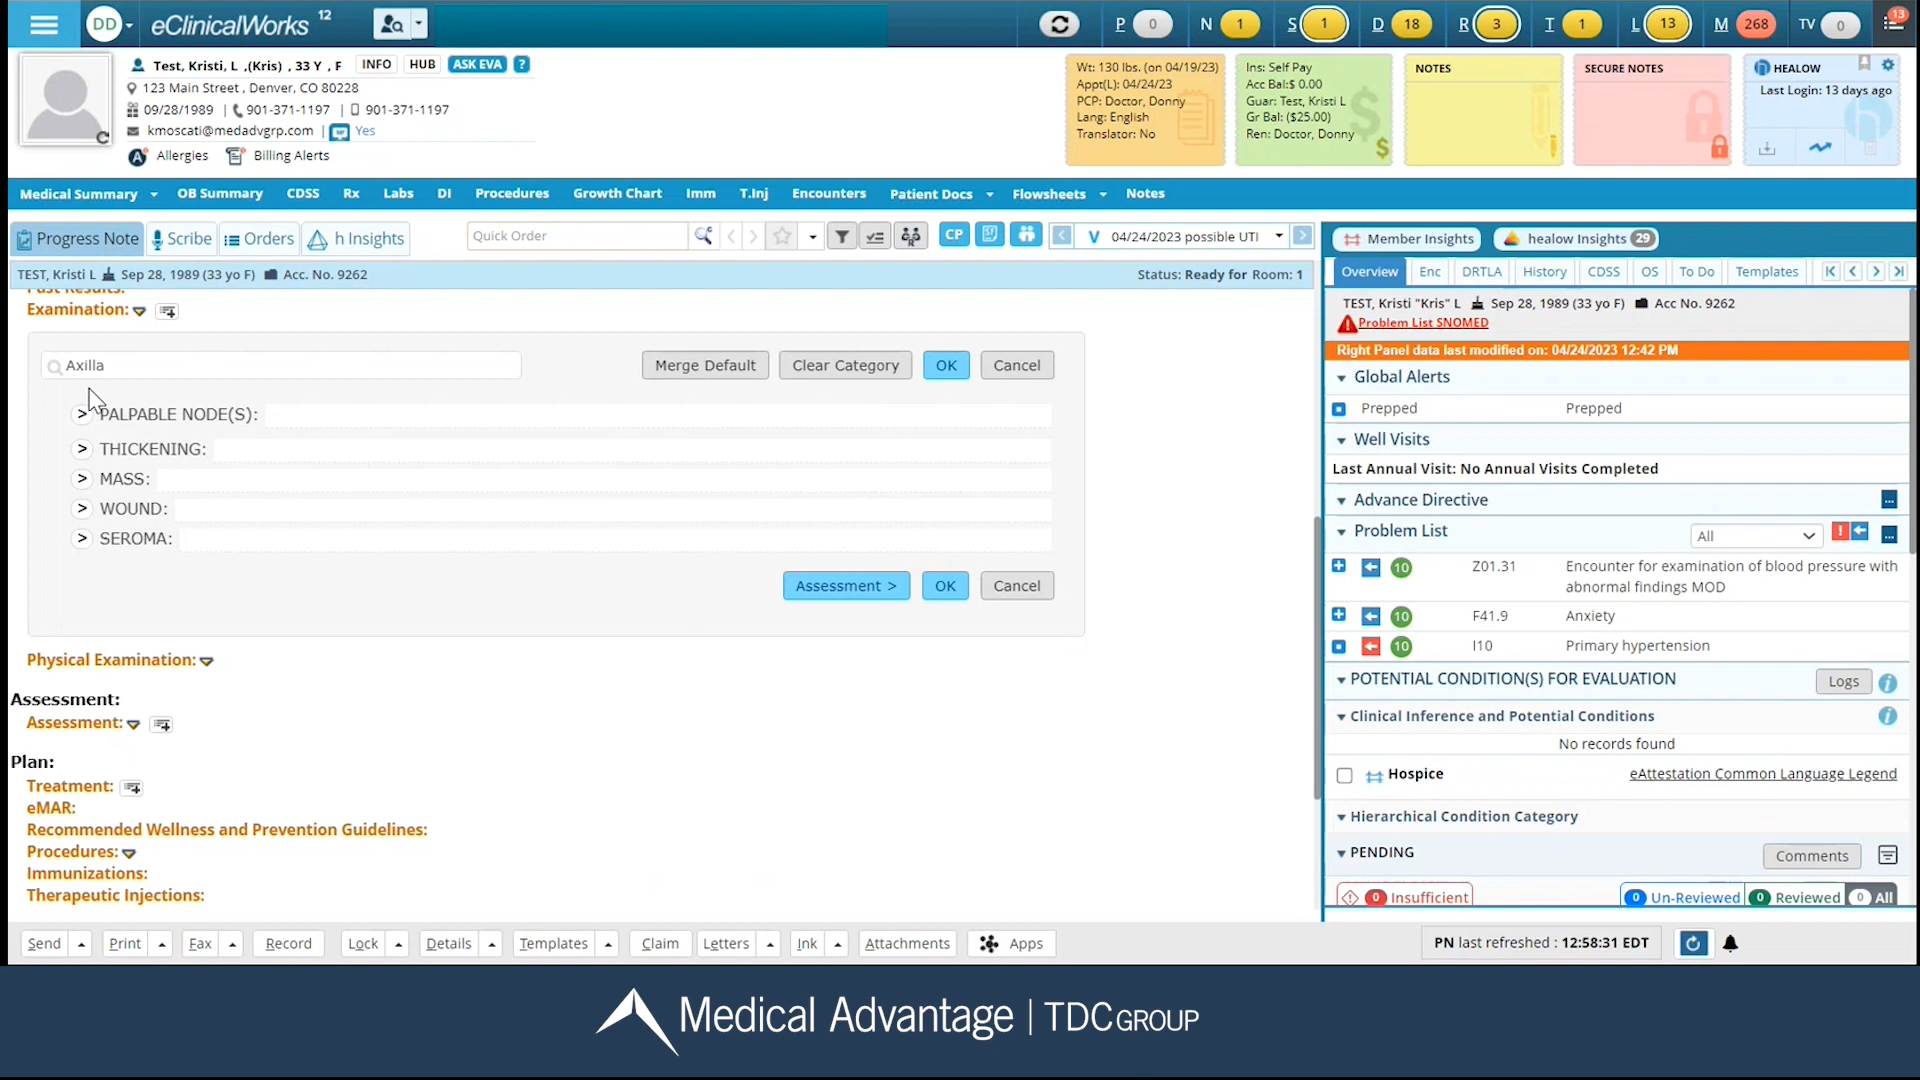 DD eClinicalWorks 12 P 0 N 1 S 1 D 18 R 3 T 1 L 13 M 268 TV 0 13
Test, Kristi, L ,(Kris) , 33 Y , F INFO HUB ASK EVA ?
123 Main Street , Denver, CO 80228
09/28/1989 | 901-371-1197 | 901-371-1197
kmoscati@medadvgrp.com | Yes
A Allergies Billing Alerts
Wt: 130 lbs. (on 04/19/23)
Appt(L): 04/24/23
PCP: Doctor, Donny
Lang: English
Translator: No
Ins: Self Pay
Acc Bal:$ 0.00
Guar: Test, Kristi L
Gr Bal: ($25.00)
Ren: Doctor, Donny
NOTES
SECURE NOTES
HEALOW
Last Login: 13 days ago
Medical Summary OB Summary CDSS Rx Labs DI Procedures Growth Chart Imm T.Inj Encounters Patient Docs Flowsheets Notes
Progress Note Scribe Orders h Insights Quick Order CP V 04/24/2023 possible UTI
TEST, Kristi L Sep 28, 1989 (33 yo F) Acc. No. 9262 Status: Ready for Room: 1
Past Results:
Examination:
Axilla Merge Default Clear Category OK Cancel
> PALPABLE NODE(S):
> THICKENING:
> MASS:
> WOUND:
> SEROMA:
Assessment > OK Cancel
Physical Examination:
Assessment:
Assessment:
Plan:
Treatment:
eMAR:
Recommended Wellness and Prevention Guidelines:
Procedures:
Immunizations:
Therapeutic Injections:
Member Insights healow Insights 29
Overview Enc DRTLA History CDSS OS To Do Templates
TEST, Kristi "Kris" L Sep 28, 1989 (33 yo F) Acc No. 9262
Problem List SNOMED
Right Panel data last modified on: 04/24/2023 12:42 PM
Global Alerts
Prepped Prepped
Well Visits
Last Annual Visit: No Annual Visits Completed
Advance Directive ...
Problem List All ! ...
10 Z01.31 Encounter for examination of blood pressure with
abnormal findings MOD
10 F41.9 Anxiety
10 I10 Primary hypertension
POTENTIAL CONDITION(S) FOR EVALUATION Logs i
Clinical Inference and Potential Conditions i
No records found
Hospice eAttestation Common Language Legend
Hierarchical Condition Category
PENDING Comments
0 Insufficient 0 Un-Reviewed 0 Reviewed 0 All
Send Print Fax Record Lock Details Templates Claim Letters Ink Attachments Apps PN last refreshed : 12:58:31 EDT
Medical Advantage | TDCGROUP